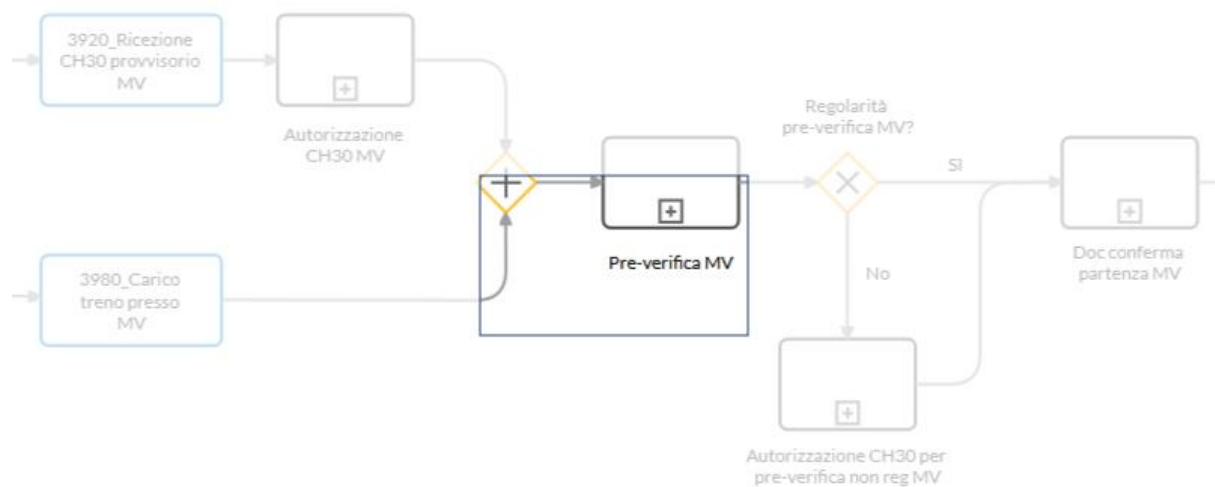 3920_Ricezione
CH30 provvisorio
MV
Autorizzazione
CH30 MV
Regolarità
pre-verifica MV?
SI
Doc conferma
partenza MV
Pre-verifica MV
No
3980_Carico
treno presso
MV
Autorizzazione CH30 per
pre-verifica non reg MV